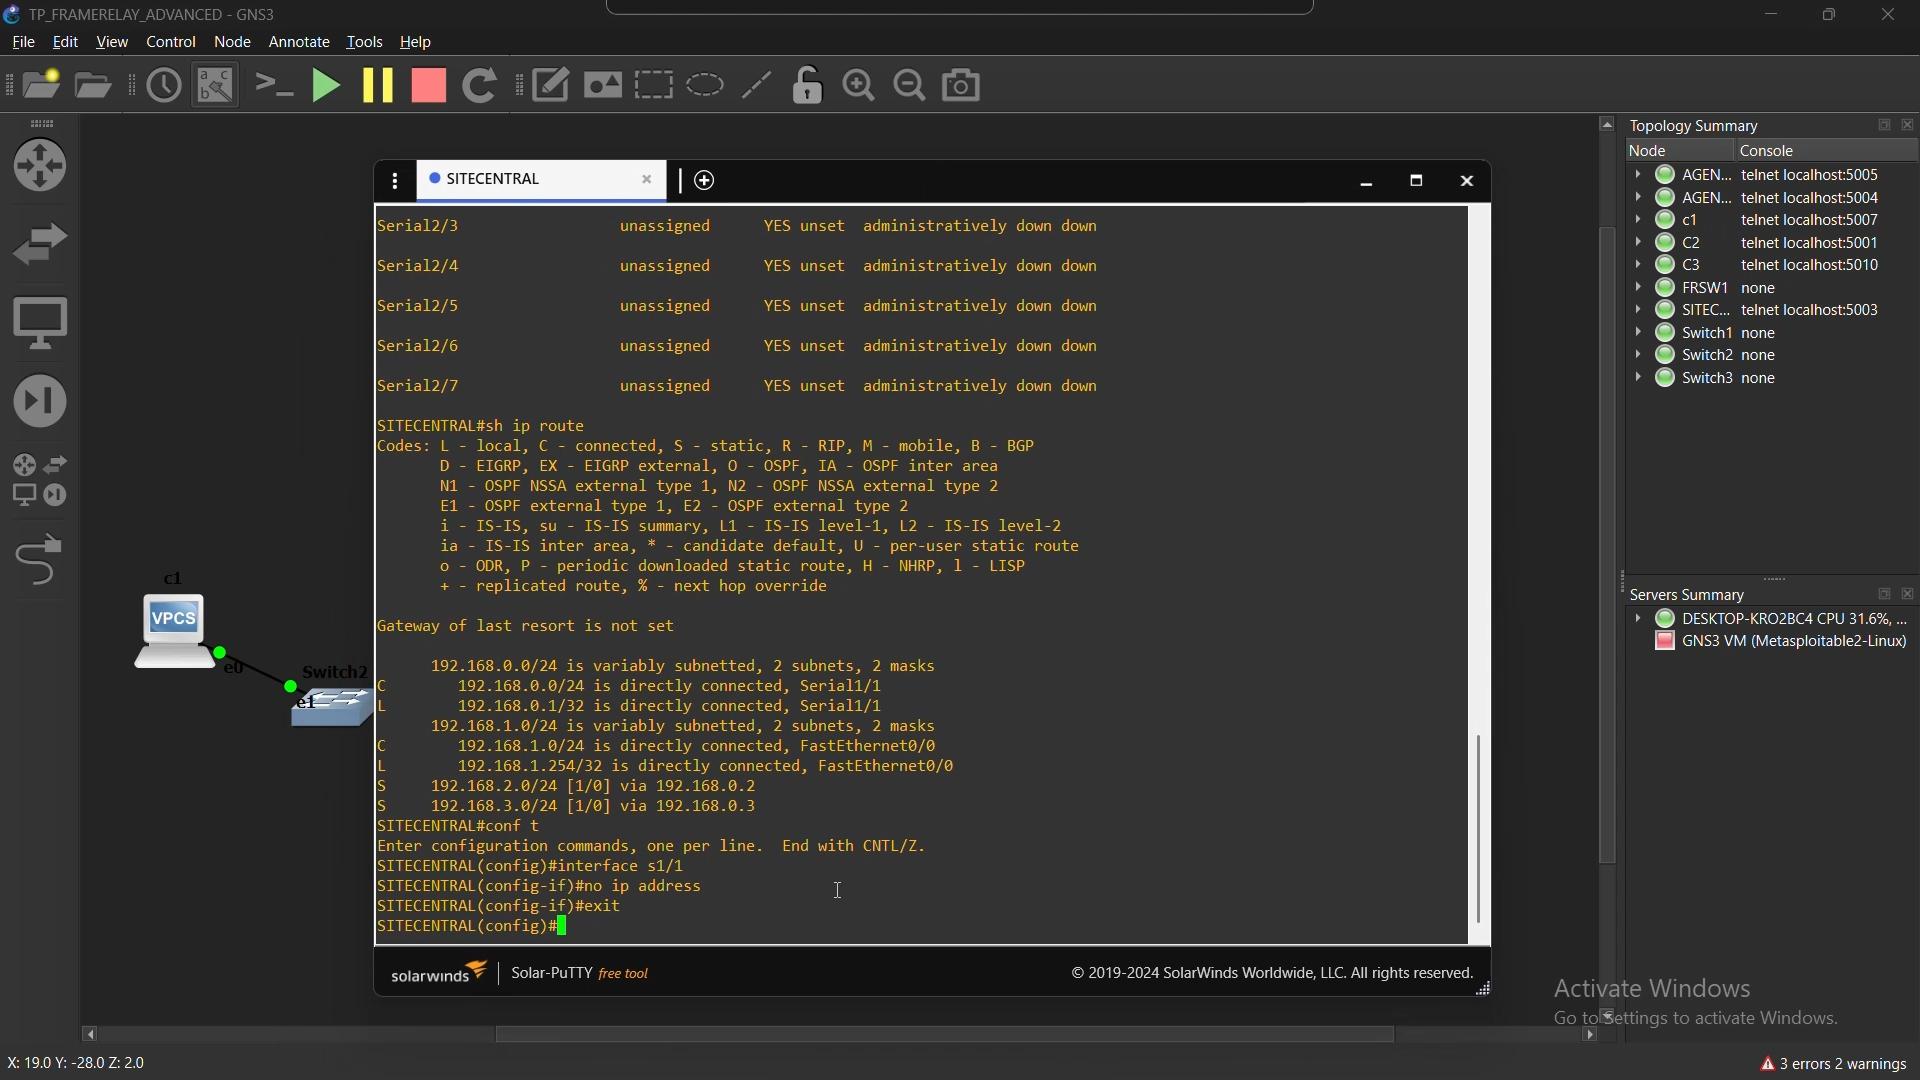 TP_FRAMERELAY_ADVANCED - GNS3
File Edit View Control Node Annotate Tools Help
SITECENTRAL
Serial2/3 unassigned YES unset administratively down down
Serial2/4 unassigned YES unset administratively down down
Serial2/5 unassigned YES unset administratively down down
Serial2/6 unassigned YES unset administratively down down
Serial2/7 unassigned YES unset administratively down down
SITECENTRAL#sh ip route
Codes: L - local, C - connected, S - static, R - RIP, M - mobile, B - BGP
D - EIGRP, EX - EIGRP external, O - OSPF, IA - OSPF inter area
N1 - OSPF NSSA external type 1, N2 - OSPF NSSA external type 2
E1 - OSPF external type 1, E2 - OSPF external type 2
i - IS-IS, su - IS-IS summary, L1 - IS-IS level-1, L2 - IS-IS level-2
ia - IS-IS inter area, * - candidate default, U - per-user static route
o - ODR, P - periodic downloaded static route, H - NHRP, l - LISP
+ - replicated route, % - next hop override
Gateway of last resort is not set
192.168.0.0/24 is variably subnetted, 2 subnets, 2 masks
C 192.168.0.0/24 is directly connected, Serial1/1
L 192.168.0.1/32 is directly connected, Serial1/1
192.168.1.0/24 is variably subnetted, 2 subnets, 2 masks
C 192.168.1.0/24 is directly connected, FastEthernet0/0
L 192.168.1.254/32 is directly connected, FastEthernet0/0
S 192.168.2.0/24 [1/0] via 192.168.0.2
S 192.168.3.0/24 [1/0] via 192.168.0.3
SITECENTRAL#conf t
Enter configuration commands, one per line. End with CNTL/Z.
SITECENTRAL(config)#interface s1/1
SITECENTRAL(config-if)#no ip address
SITECENTRAL(config-if)#exit
SITECENTRAL(config)#
solarwinds Solar-PuTTY free tool © 2019-2024 SolarWinds Worldwide, LLC. All rights reserved.
c1
VPCS
e0
Switch2
e1
Topology Summary
Node Console
AGEN... telnet localhost:5005
AGEN... telnet localhost:5004
c1 telnet localhost:5007
C2 telnet localhost:5001
C3 telnet localhost:5010
FRSW1 none
SITEC... telnet localhost:5003
Switch1 none
Switch2 none
Switch3 none
Servers Summary
DESKTOP-KRO2BC4 CPU 31.6%, ...
GNS3 VM (Metasploitable2-Linux)
Activate Windows
Go to Settings to activate Windows.
X: 19.0 Y: -28.0 Z: 2.0
3 errors 2 warnings